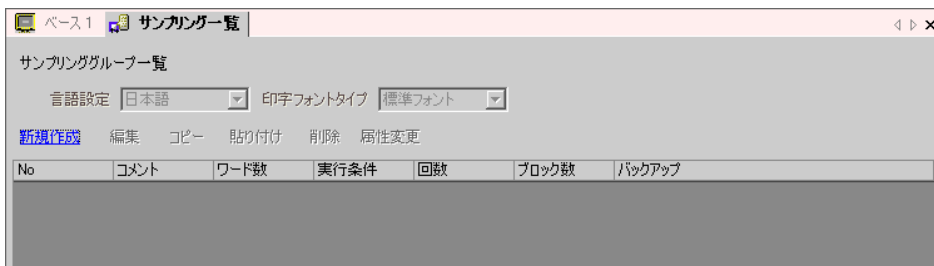 ベース1 サンプリング一覧
サンプリンググループ一覧
言語設定 日本語 印字フォントタイプ 標準フォント
新規作成 編集 コピー 貼り付け 削除 属性変更
No コメント ワード数 実行条件 回数 ブロック数 バックアップ